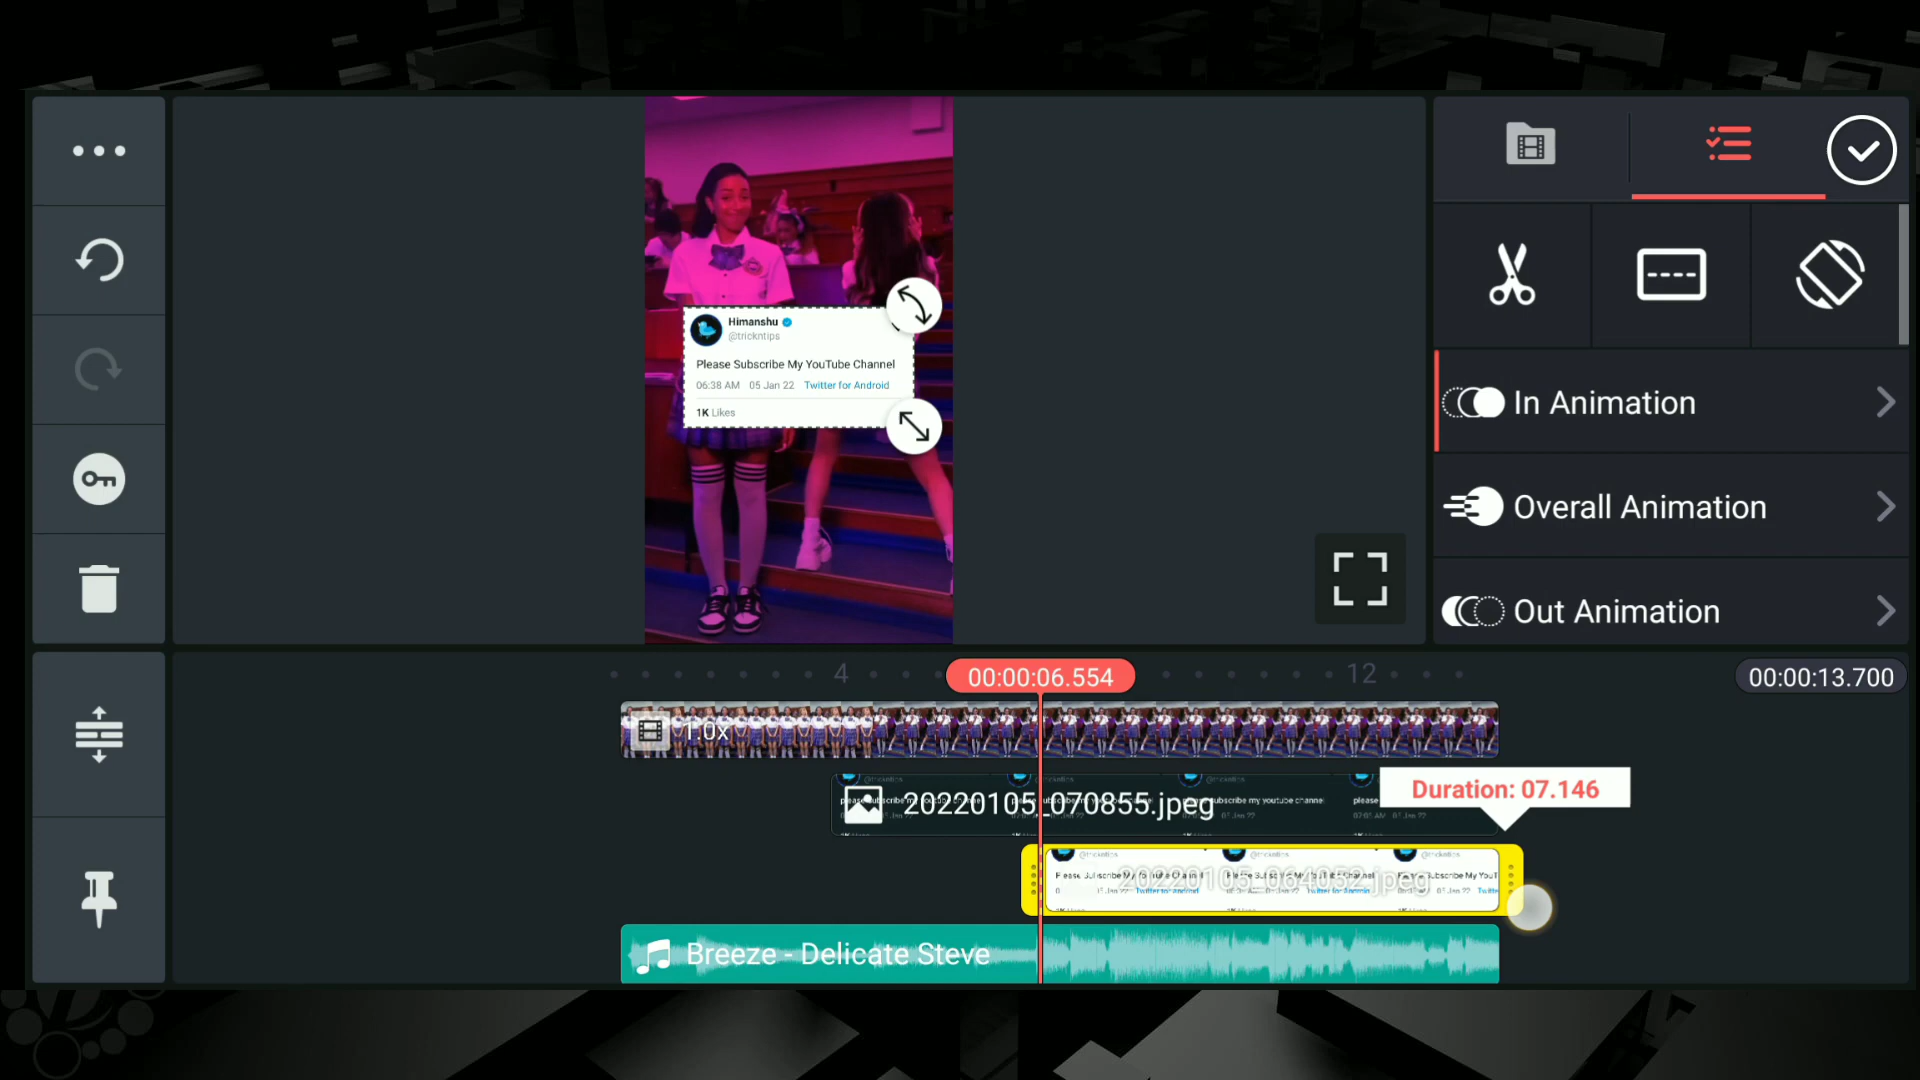 Himanshu
@trickntips
Please Subscribe My YouTube Channel
06:38 AM 05 Jan 22 Twitter for Android
1K Likes
In Animation
Overall Animation
Out Animation
4
00:00:06.554
12
00:00:13.700
1.0x
20220105_070855.jpeg
Duration: 07.146
20220105_064052.jpeg
Breeze - Delicate Steve